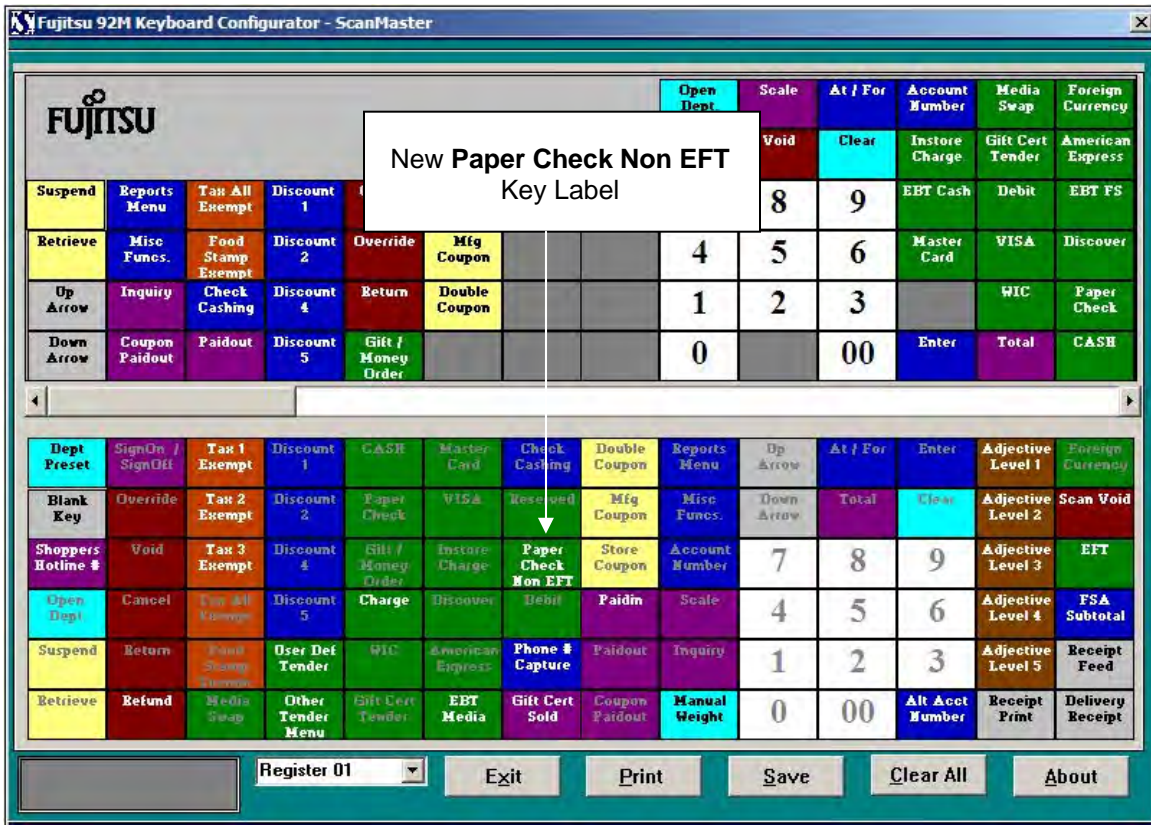 Fujitsu 92M Keyboard Configurator - ScanMaster
FUJITSU
New Paper Check Non EFT
Key Label
Open Dept.
Scale
At / For
Account Number
Media Swap
Foreign Currency
Void
Clear
Instore Charge
Gift Cert Tender
American Express
Suspend
Reports Menu
Tax All Exempt
Discount 1
8
9
EBT Cash
Debit
EBT FS
Retrieve
Misc Funcs.
Food Stamp Exempt
Discount 2
Override
Mfg Coupon
4
5
6
Master Card
VISA
Discover
Up Arrow
Inquiry
Check Cashing
Discount 4
Return
Double Coupon
1
2
3
WIC
Paper Check
Down Arrow
Coupon Paidout
Paidout
Discount 5
Gift / Money Order
0
00
Enter
Total
CASH
Dept Preset
SignOn / SignOff
Tax 1 Exempt
Discount 1
CASH
Master Card
Check Cashing
Double Coupon
Reports Menu
Up Arrow
At / For
Enter
Adjective Level 1
Foreign Currency
Blank Key
Override
Tax 2 Exempt
Discount 2
Paper Check
VISA
Reserved
Mfg Coupon
Misc Funcs.
Down Arrow
Total
Clear
Adjective Level 2
Scan Void
Shoppers Hotline #
Void
Tax 3 Exempt
Discount 4
Gift / Money Order
Instore Charge
Paper Check Non EFT
Store Coupon
Account Number
7
8
9
Adjective Level 3
EFT
Open Dept.
Cancel
Tax All Exempt
Discount 5
Charge
Discover
Debit
Paidin
Scale
4
5
6
Adjective Level 4
FSA Subtotal
Suspend
Return
Food Stamp Exempt
User Def Tender
WIC
American Express
Phone # Capture
Paidout
Inquiry
1
2
3
Adjective Level 5
Receipt Feed
Retrieve
Refund
Media Swap
Other Tender Menu
Gift Cert Tender
EBT Media
Gift Cert Sold
Coupon Paidout
Manual Weight
0
00
Alt Acct Number
Receipt Print
Delivery Receipt
Register 01
Exit
Print
Save
Clear All
About